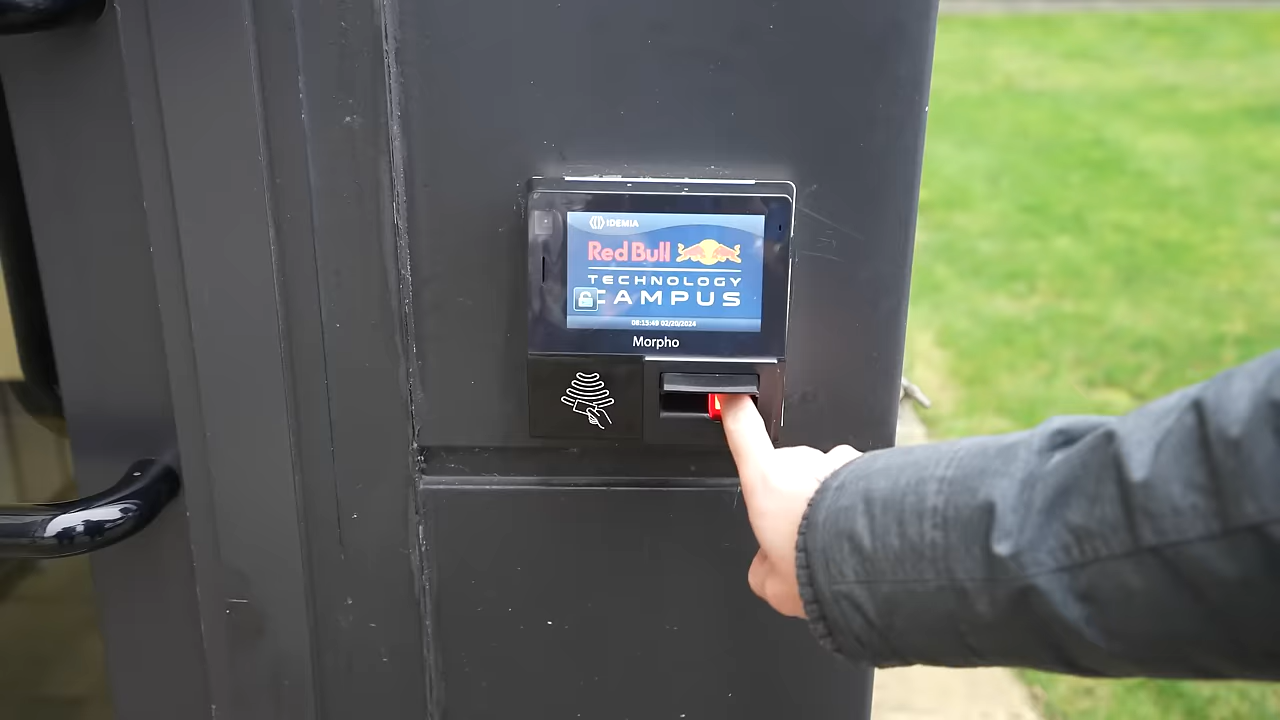 IDEMIA
Red Bull
TECHNOLOGY
CAMPUS
08:15:49 02/20/2024
Morpho